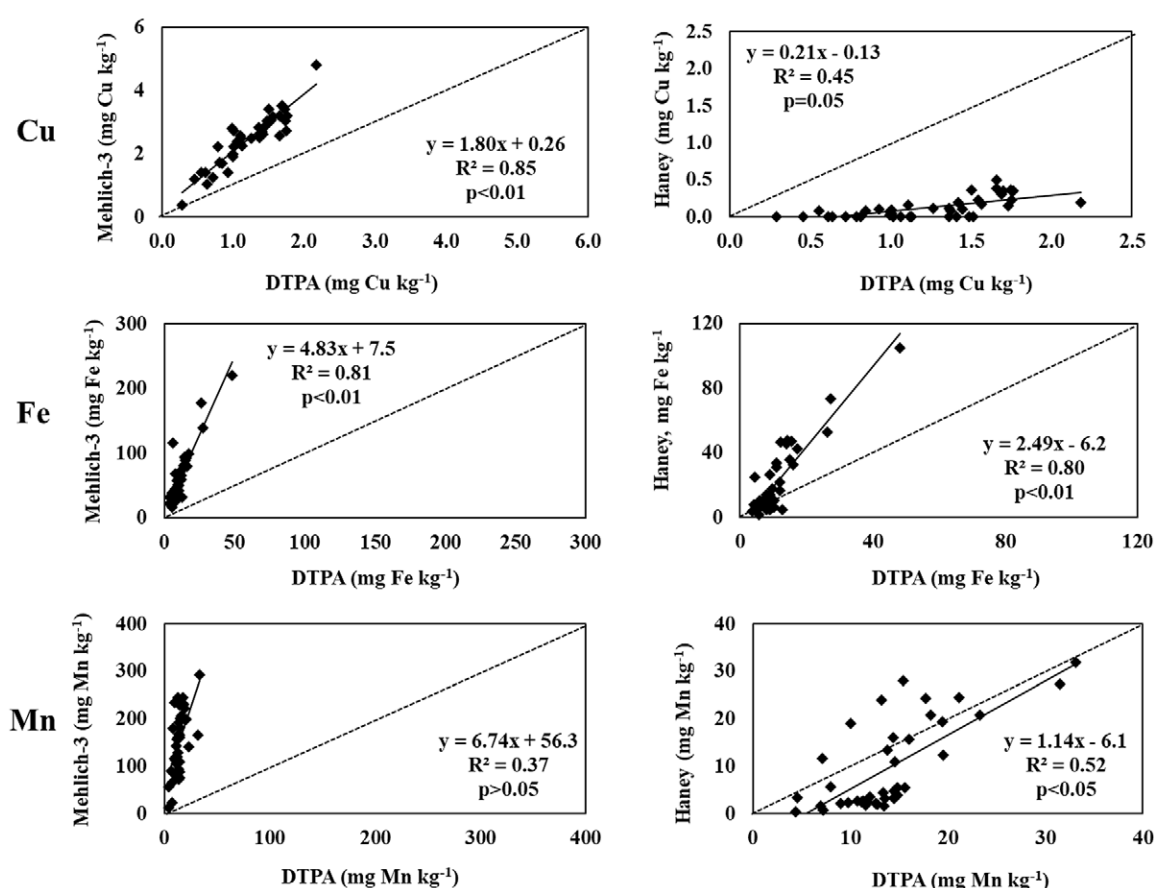 Cu
Mehlich-3 (mg Cu kg-1)
6
4
2
0
y = 1.80x + 0.26
R² = 0.85
p<0.01
0.0 1.0 2.0 3.0 4.0 5.0 6.0
DTPA (mg Cu kg-1)
Haney (mg Cu kg-1)
2.5
2.0
1.5
1.0
0.5
0.0
y = 0.21x - 0.13
R² = 0.45
p=0.05
0.0 0.5 1.0 1.5 2.0 2.5
DTPA (mg Cu kg-1)
Fe
Mehlich-3 (mg Fe kg-1)
300
200
100
0
y = 4.83x + 7.5
R² = 0.81
p<0.01
0 50 100 150 200 250 300
DTPA (mg Fe kg-1)
Haney, mg Fe kg-1
120
80
40
0
y = 2.49x - 6.2
R² = 0.80
p<0.01
0 40 80 120
DTPA (mg Fe kg-1)
Mn
Mehlich-3 (mg Mn kg-1)
400
300
200
100
0
y = 6.74x + 56.3
R² = 0.37
p>0.05
0 100 200 300 400
DTPA (mg Mn kg-1)
Haney (mg Mn kg-1)
40
30
20
10
0
y = 1.14x - 6.1
R² = 0.52
p<0.05
0 10 20 30 40
DTPA (mg Mn kg-1)